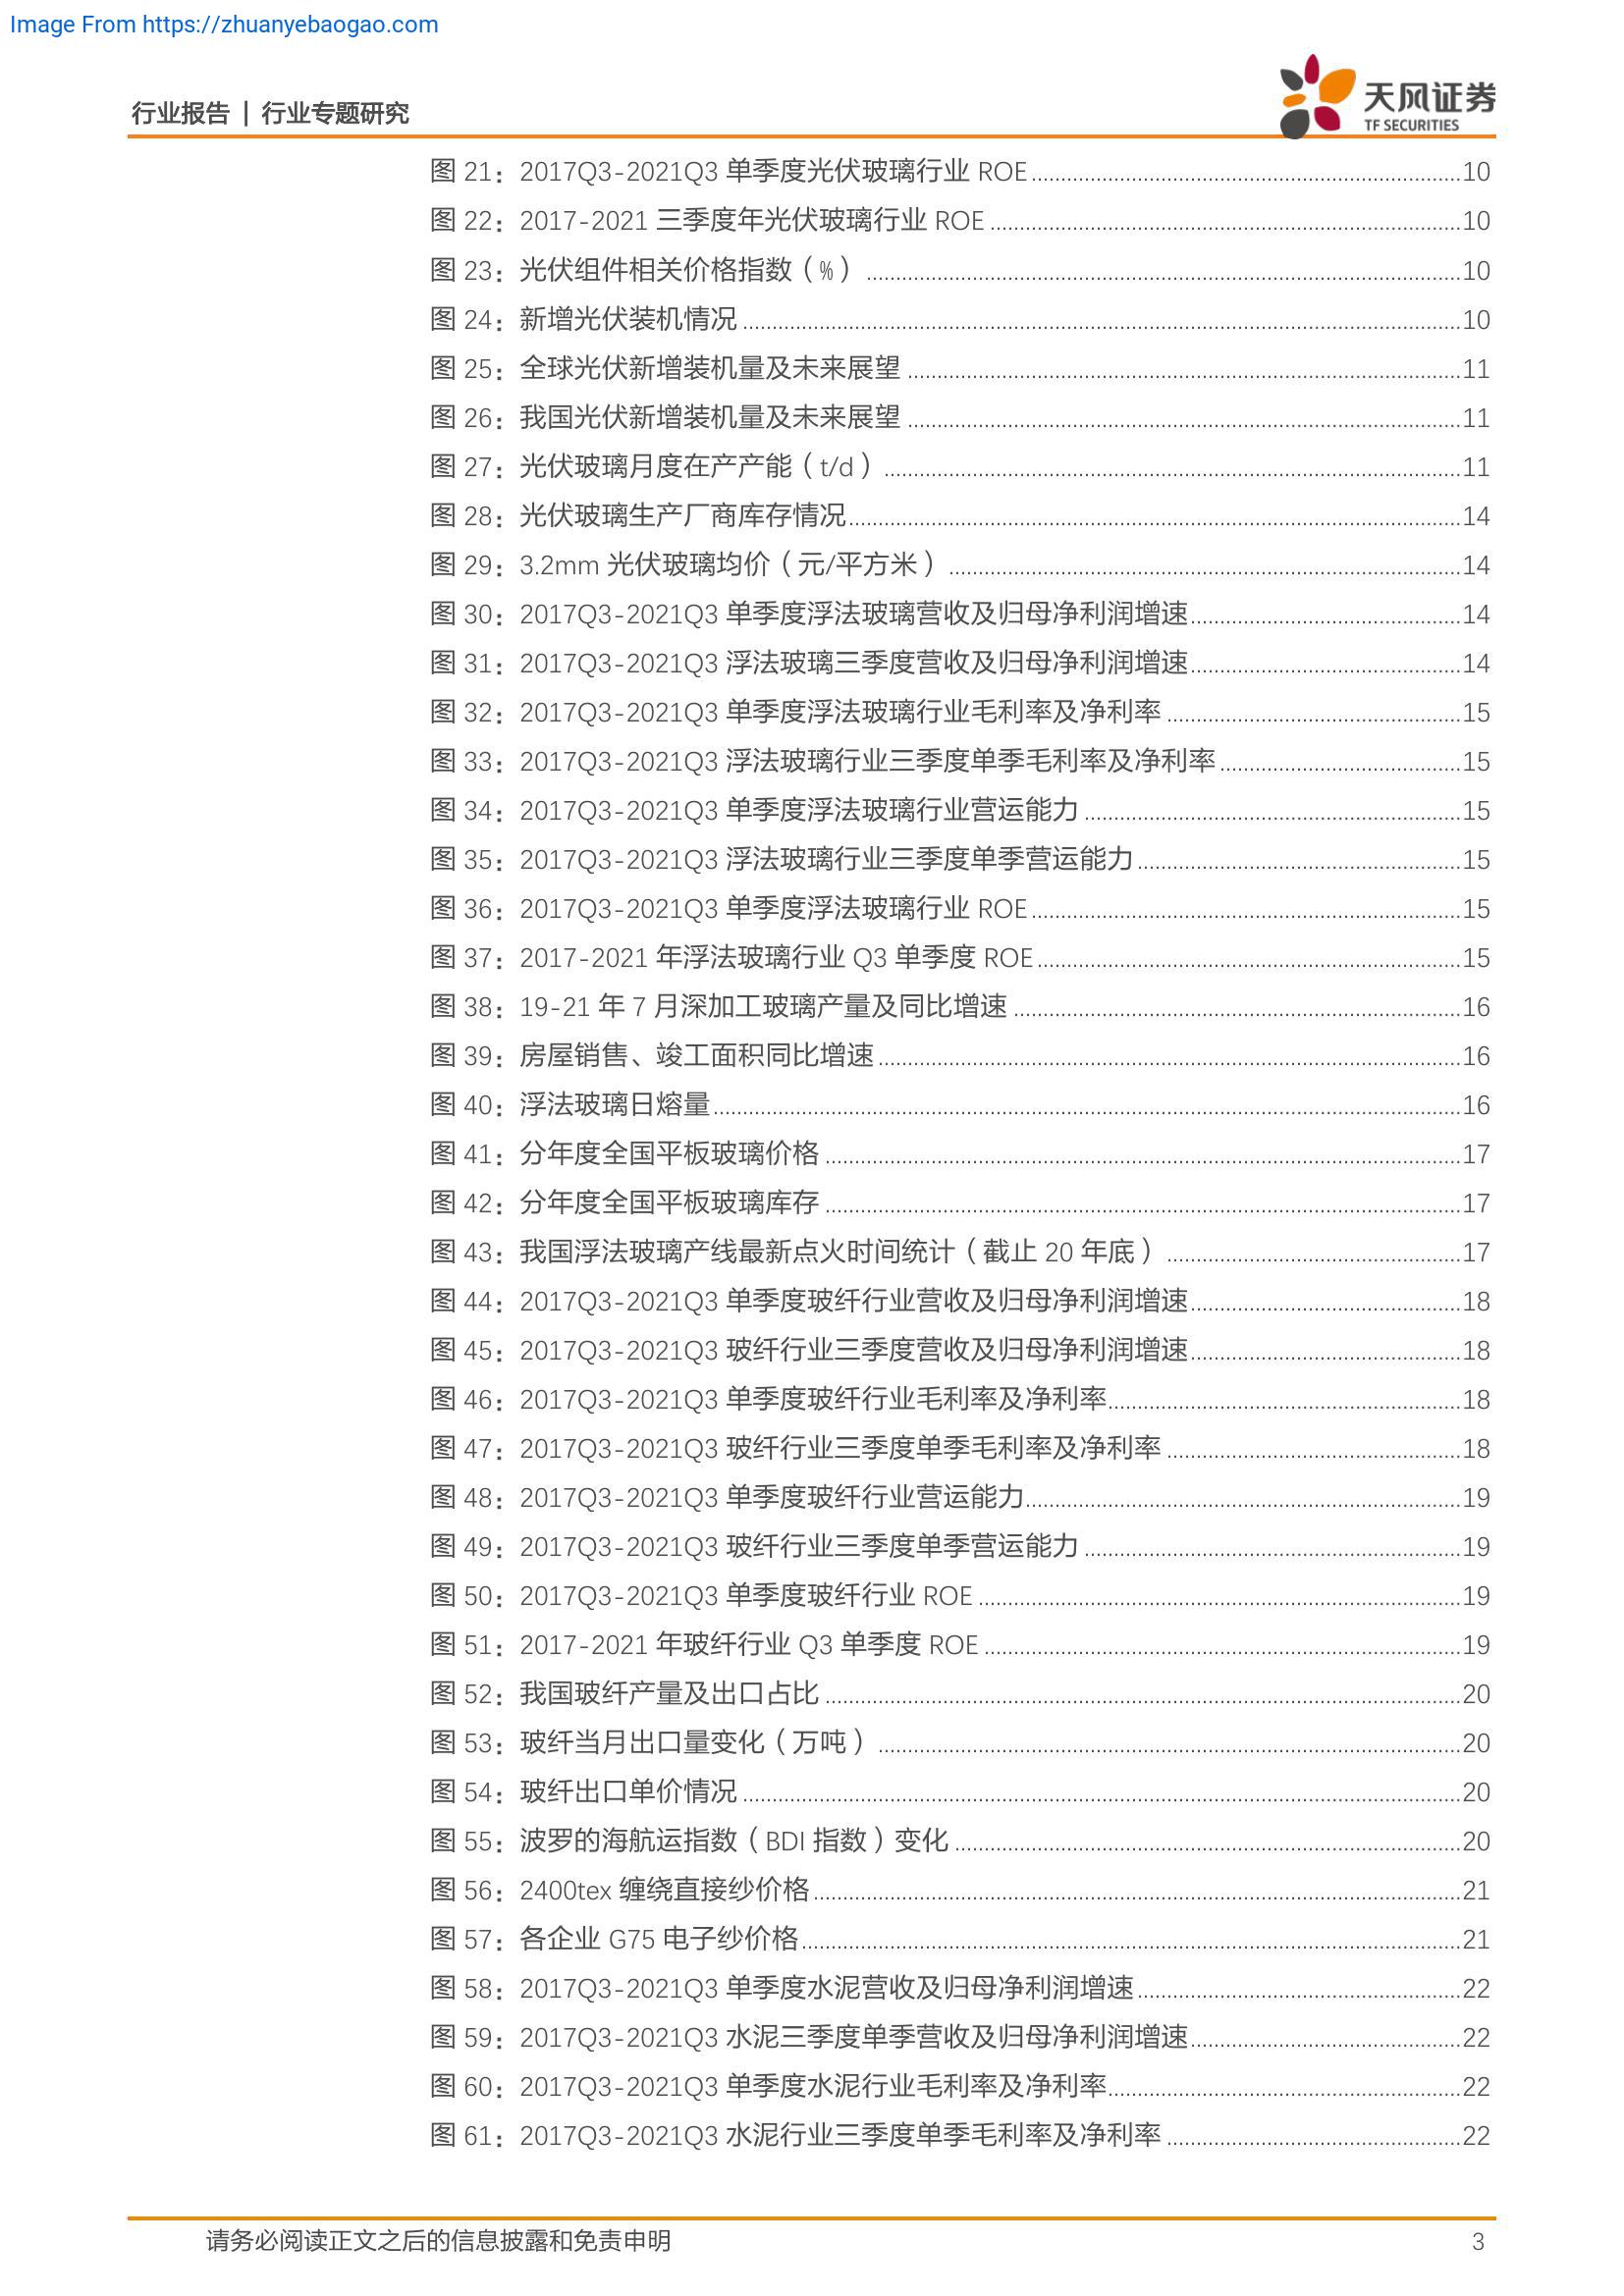 Image From https://zhuanyebaogao.com
行业报告 | 行业专题研究
天风证券
TF SECURITIES
图 21：2017Q3-2021Q3 单季度光伏玻璃行业 ROE 10
图 22：2017-2021 三季度年光伏玻璃行业 ROE 10
图 23：光伏组件相关价格指数（%） 10
图 24：新增光伏装机情况 10
图 25：全球光伏新增装机量及未来展望 11
图 26：我国光伏新增装机量及未来展望 11
图 27：光伏玻璃月度在产产能（t/d） 11
图 28：光伏玻璃生产厂商库存情况 14
图 29：3.2mm 光伏玻璃均价（元/平方米） 14
图 30：2017Q3-2021Q3 单季度浮法玻璃营收及归母净利润增速 14
图 31：2017Q3-2021Q3 浮法玻璃三季度营收及归母净利润增速 14
图 32：2017Q3-2021Q3 单季度浮法玻璃行业毛利率及净利率 15
图 33：2017Q3-2021Q3 浮法玻璃行业三季度单季毛利率及净利率 15
图 34：2017Q3-2021Q3 单季度浮法玻璃行业营运能力 15
图 35：2017Q3-2021Q3 浮法玻璃行业三季度单季营运能力 15
图 36：2017Q3-2021Q3 单季度浮法玻璃行业 ROE 15
图 37：2017-2021 年浮法玻璃行业 Q3 单季度 ROE 15
图 38：19-21 年 7 月深加工玻璃产量及同比增速 16
图 39：房屋销售、竣工面积同比增速 16
图 40：浮法玻璃日熔量 16
图 41：分年度全国平板玻璃价格 17
图 42：分年度全国平板玻璃库存 17
图 43：我国浮法玻璃产线最新点火时间统计（截止 20 年底） 17
图 44：2017Q3-2021Q3 单季度玻纤行业营收及归母净利润增速 18
图 45：2017Q3-2021Q3 玻纤行业三季度营收及归母净利润增速 18
图 46：2017Q3-2021Q3 单季度玻纤行业毛利率及净利率 18
图 47：2017Q3-2021Q3 玻纤行业三季度单季毛利率及净利率 18
图 48：2017Q3-2021Q3 单季度玻纤行业营运能力 19
图 49：2017Q3-2021Q3 玻纤行业三季度单季营运能力 19
图 50：2017Q3-2021Q3 单季度玻纤行业 ROE 19
图 51：2017-2021 年玻纤行业 Q3 单季度 ROE 19
图 52：我国玻纤产量及出口占比 20
图 53：玻纤当月出口量变化（万吨） 20
图 54：玻纤出口单价情况 20
图 55：波罗的海航运指数（BDI 指数）变化 20
图 56：2400tex 缠绕直接纱价格 21
图 57：各企业 G75 电子纱价格 21
图 58：2017Q3-2021Q3 单季度水泥营收及归母净利润增速 22
图 59：2017Q3-2021Q3 水泥三季度单季营收及归母净利润增速 22
图 60：2017Q3-2021Q3 单季度水泥行业毛利率及净利率 22
图 61：2017Q3-2021Q3 水泥行业三季度单季毛利率及净利率 22
请务必阅读正文之后的信息披露和免责申明 3